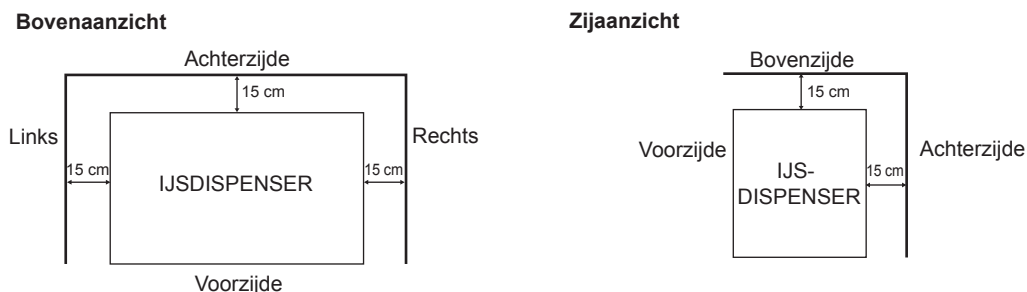 Bovenaanzicht
Achterzijde
15 cm
Links
Rechts
15 cm
15 cm
IJSDISPENSER
Voorzijde
Zijaanzicht
Bovenzijde
15 cm
Voorzijde
Achterzijde
15 cm
IJS-
DISPENSER